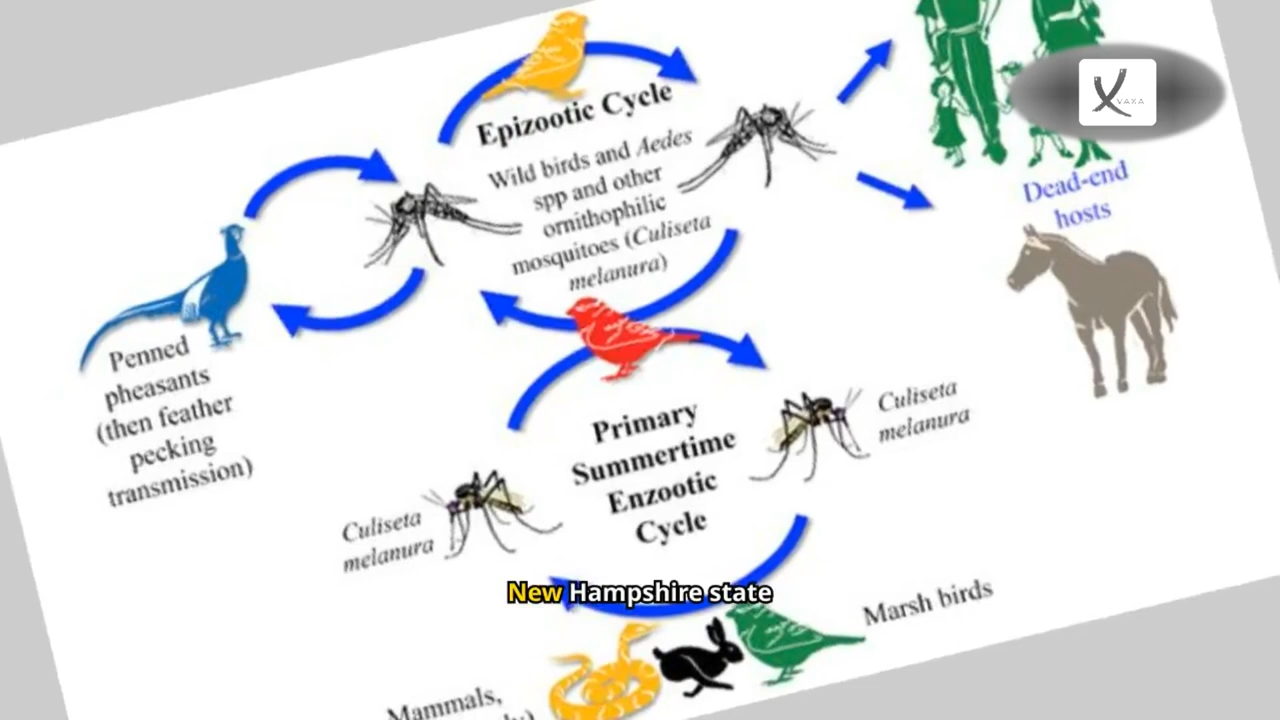 Epizootic Cycle
Wild birds and Aedes
spp and other
ornithophilic
mosquitoes (Culiseta
melanura)
VAXA
Dead-end
hosts
Penned
pheasants
(then feather
pecking
transmission)
Primary
Summertime
Enzootic
Cycle
Culiseta
melanura
Culiseta
melanura
New Hampshire state
Marsh birds
Mammals,